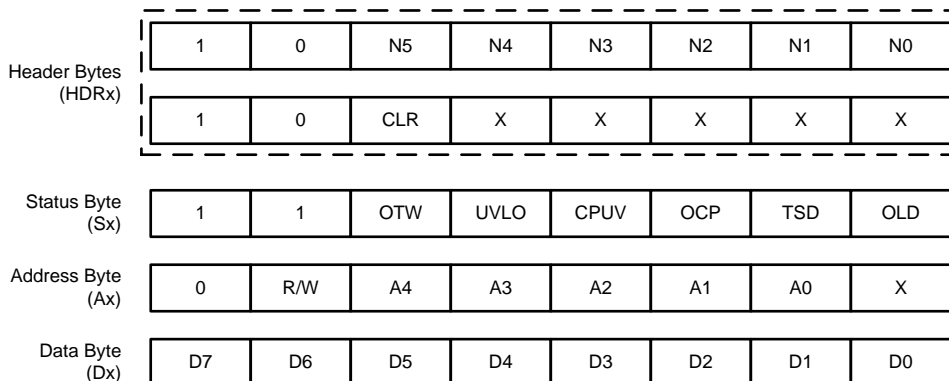 1 0 N5 N4 N3 N2 N1 N0
Header Bytes
(HDRx)
1 0 CLR X X X X X
Status Byte
(Sx)
1 1 OTW UVLO CPUV OCP TSD OLD
Address Byte
(Ax)
0 R/W A4 A3 A2 A1 A0 X
Data Byte
(Dx)
D7 D6 D5 D4 D3 D2 D1 D0